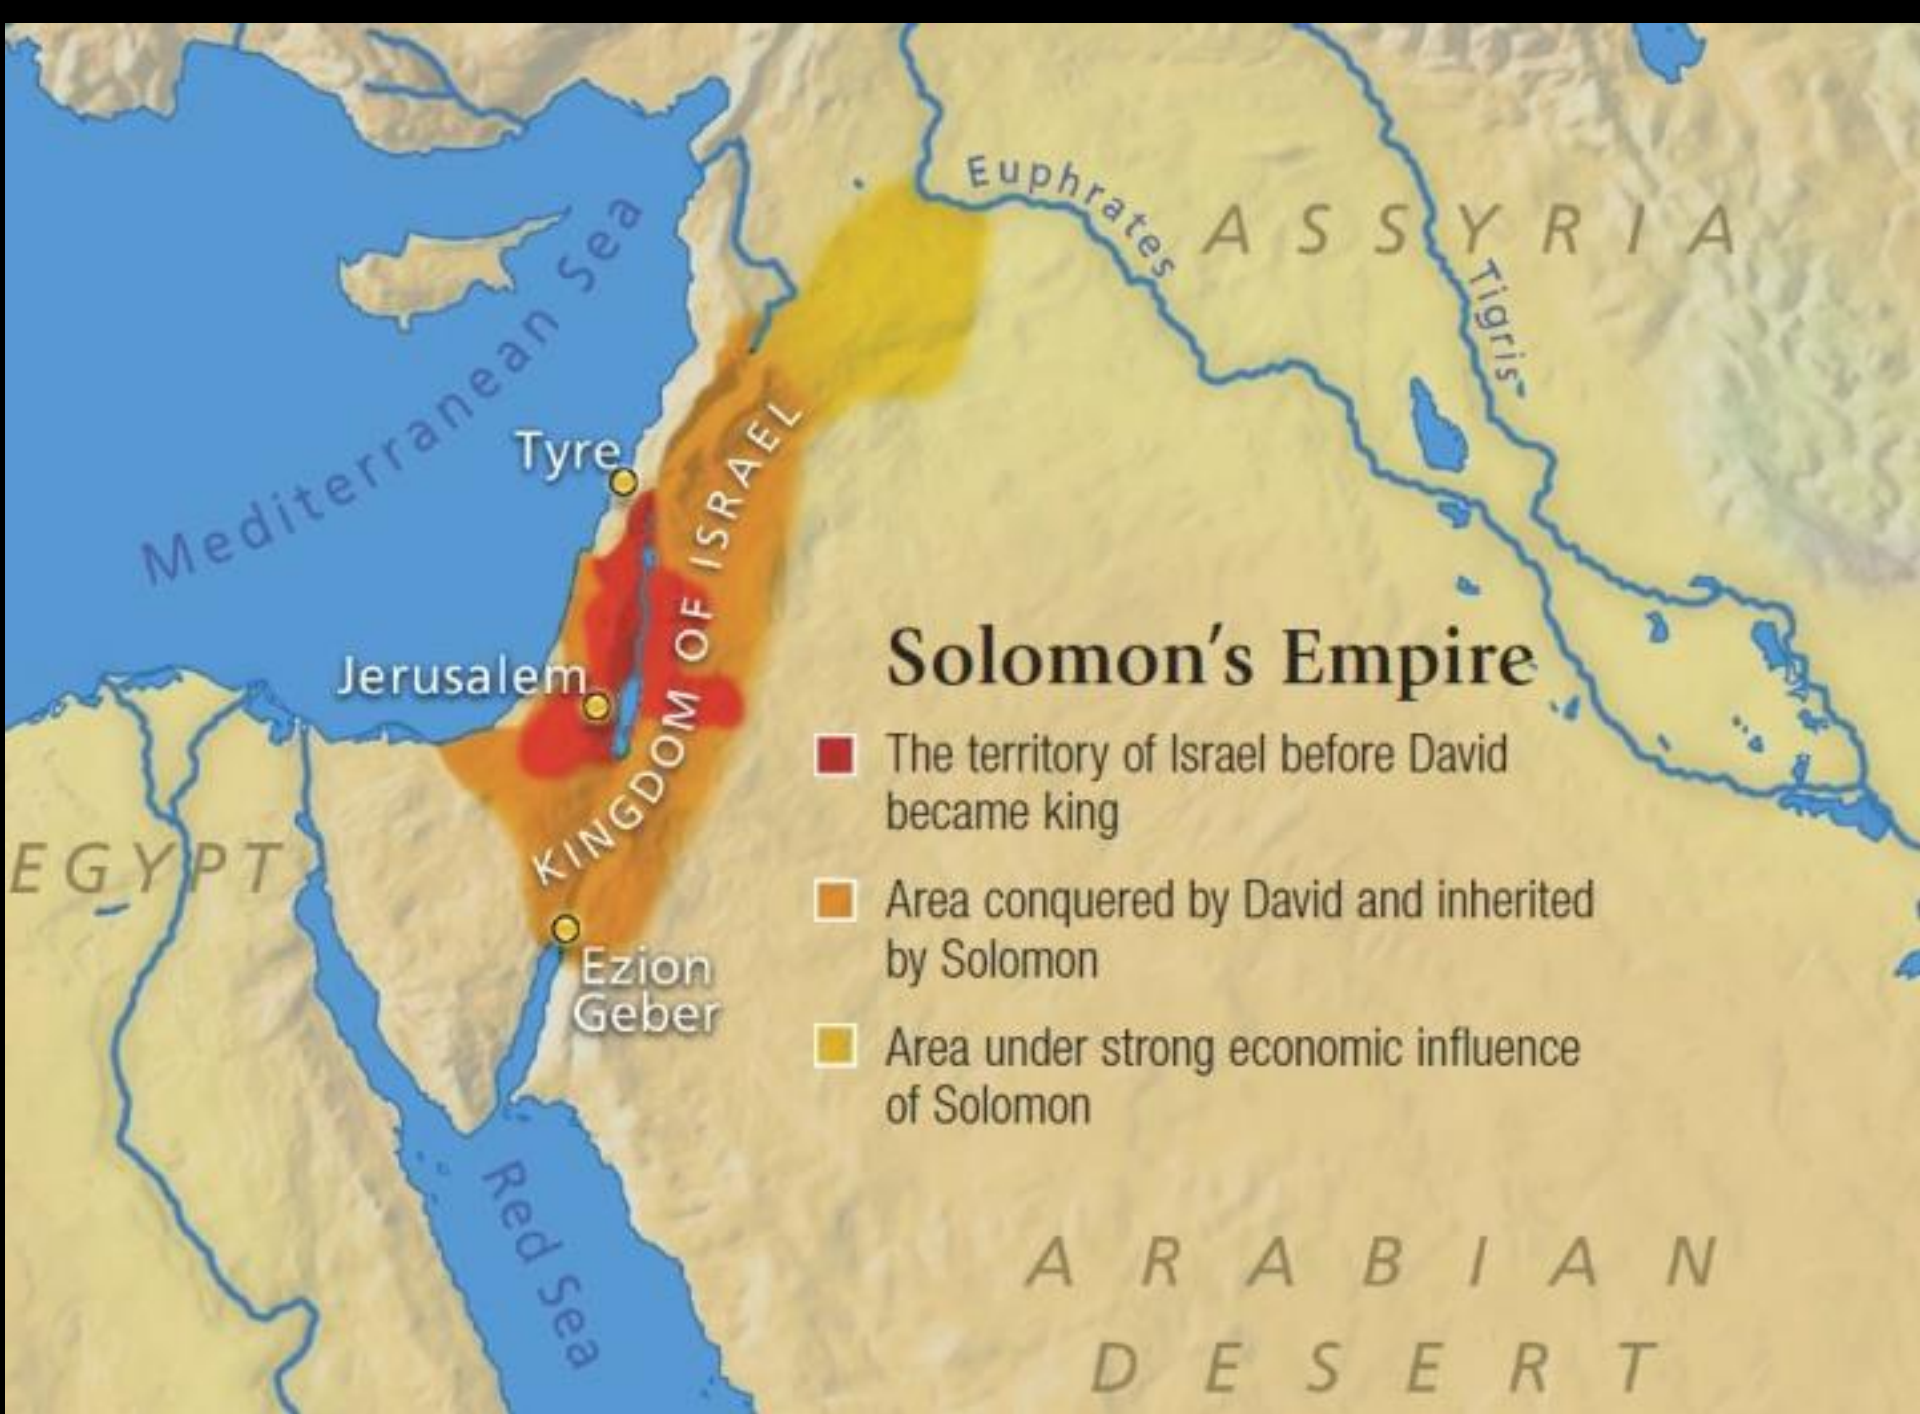 Euphrates
ASSYRIA
Tigris
Mediterranean Sea
Tyre
KINGDOM OF ISRAEL
Jerusalem
Solomon's Empire
The territory of Israel before David
became king
EGYPT
Area conquered by David and inherited
by Solomon
Ezion
Geber
Area under strong economic influence
of Solomon
Red Sea
ARABIAN
DESERT